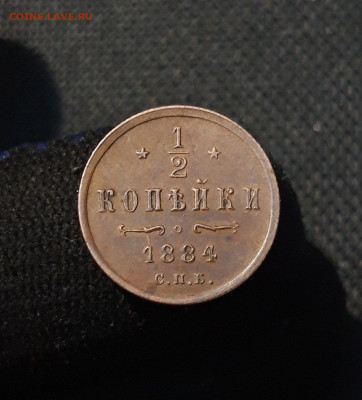 COINS.LAVE.RU
1/2
КОПѢЙКИ
1884
С.П.Б.